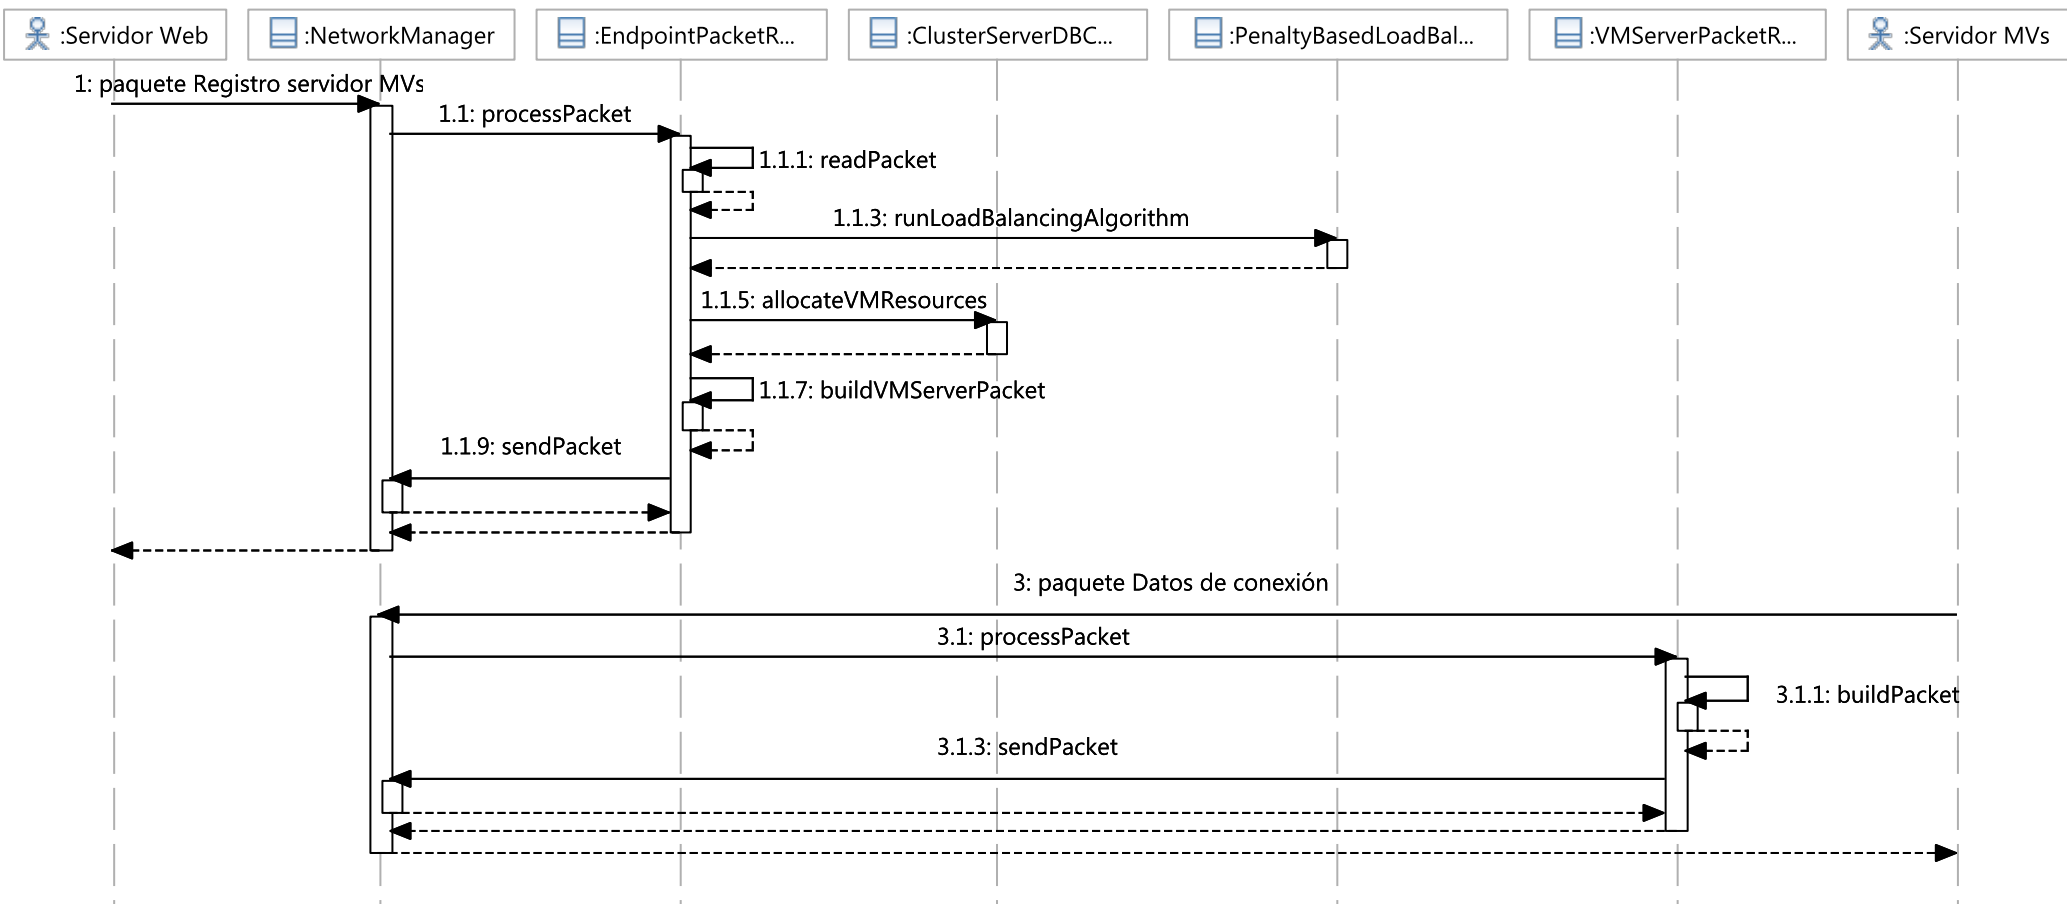 :Servidor Web
:NetworkManager
:EndpointPacketR...
:ClusterServerDBC...
:PenaltyBasedLoadBal...
:VMServerPacketR...
:Servidor MVs
1: paquete Registro servidor MVs
1.1: processPacket
1.1.1: readPacket
1.1.3: runLoadBalancingAlgorithm
1.1.5: allocateVMResources
1.1.7: buildVMServerPacket
1.1.9: sendPacket
3: paquete Datos de conexión
3.1: processPacket
3.1.1: buildPacket
3.1.3: sendPacket